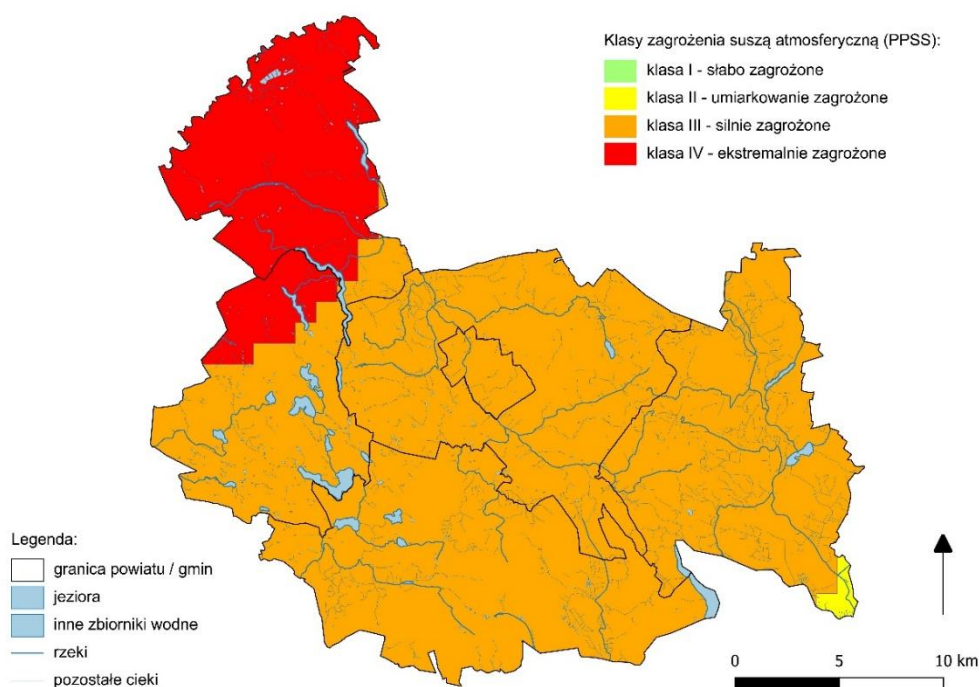 Klasy zagrożenia suszą atmosferyczną (PPSS):
klasa I - słabo zagrożone
klasa II - umiarkowanie zagrożone
klasa III - silnie zagrożone
klasa IV - ekstremalnie zagrożone
Legenda:
granica powiatu / gmin
jeziora
inne zbiorniki wodne
rzeki
pozostałe cieki
0 5 10 km